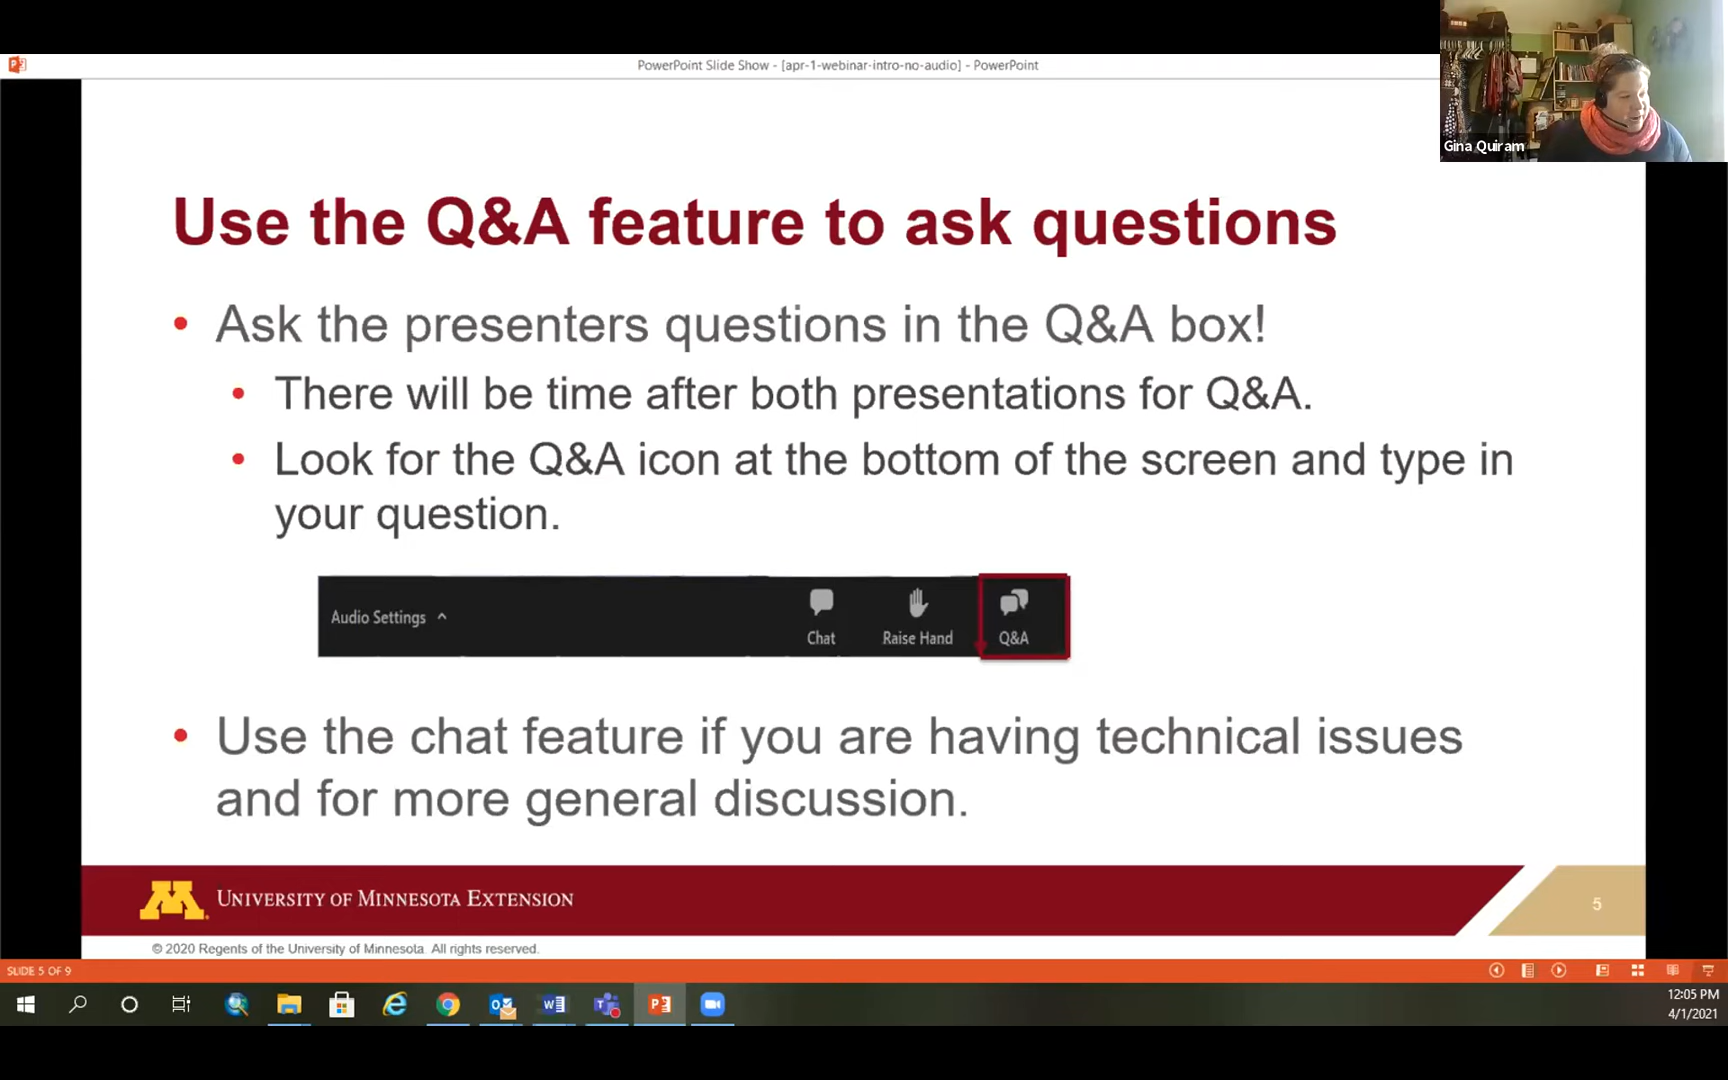 PowerPoint Slide Show - [apr-1-webinar-intro-no-audio] - PowerPoint
Gina Quiram
Use the Q&A feature to ask questions
• Ask the presenters questions in the Q&A box!
• There will be time after both presentations for Q&A.
• Look for the Q&A icon at the bottom of the screen and type in
your question.
Audio Settings ^
Chat
Raise Hand
Q&A
• Use the chat feature if you are having technical issues
and for more general discussion.
M
UNIVERSITY OF MINNESOTA EXTENSION
5
© 2020 Regents of the University of Minnesota. All rights reserved.
SLIDE 5 OF 9
12:05 PM
4/1/2021